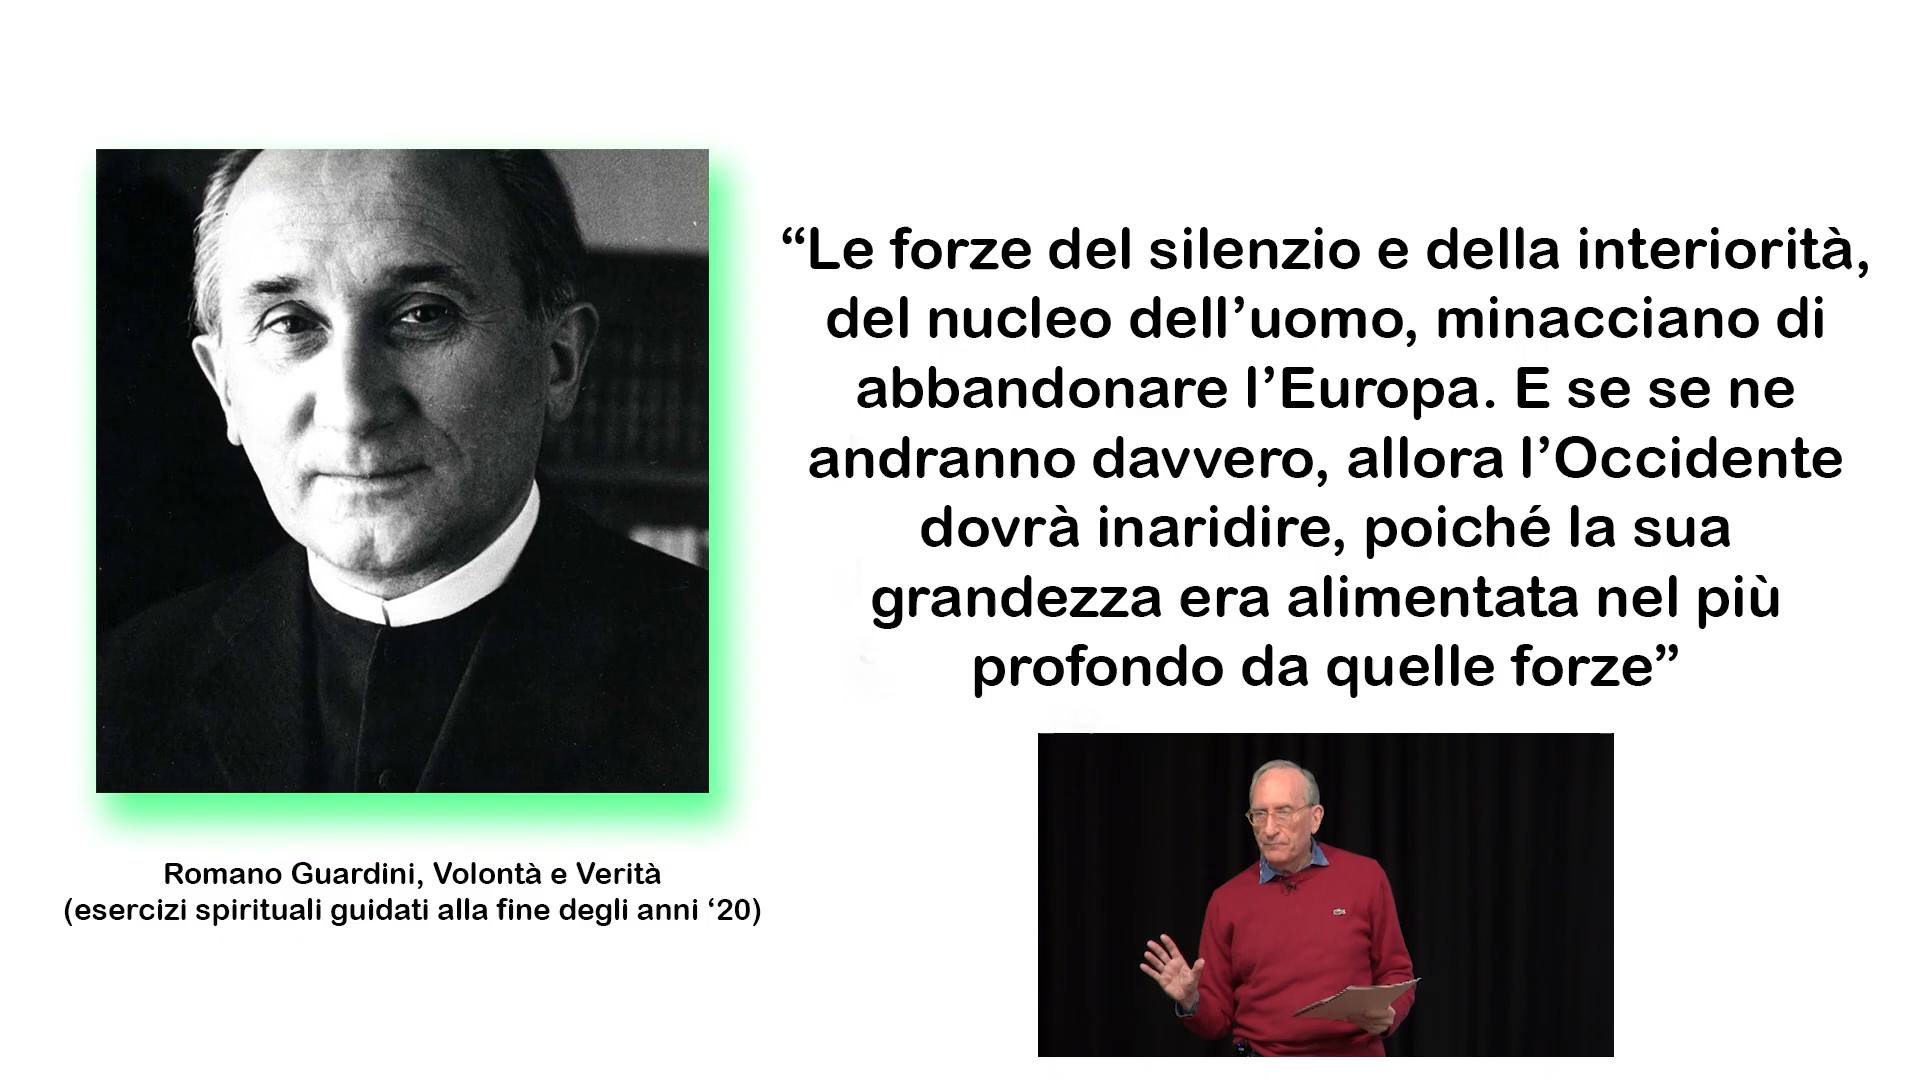 “Le forze del silenzio e della interiorità,
del nucleo dell’uomo, minacciano di
abbandonare l’Europa. E se se ne
andranno davvero, allora l’Occidente
dovrà inaridire, poiché la sua
grandezza era alimentata nel più
profondo da quelle forze”
Romano Guardini, Volontà e Verità
(esercizi spirituali guidati alla fine degli anni ‘20)